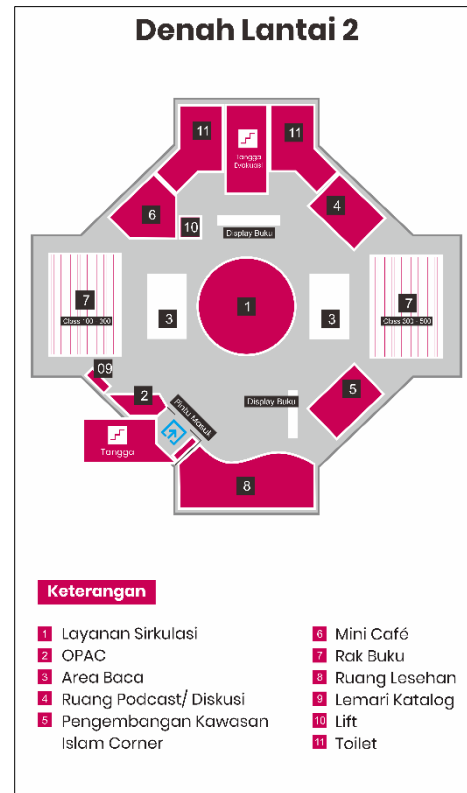 Denah Lantai 2
11
Tangga
Evakuasi
11
6
10
4
Display Buku
7
Class 100 - 300
3
1
3
7
Class 300 - 500
09
2
Pintu Masuk
Display Buku
5
Tangga
8
Keterangan
1 Layanan Sirkulasi
2 OPAC
3 Area Baca
4 Ruang Podcast/ Diskusi
5 Pengembangan Kawasan
Islam Corner
6 Mini Café
7 Rak Buku
8 Ruang Lesehan
9 Lemari Katalog
10 Lift
11 Toilet